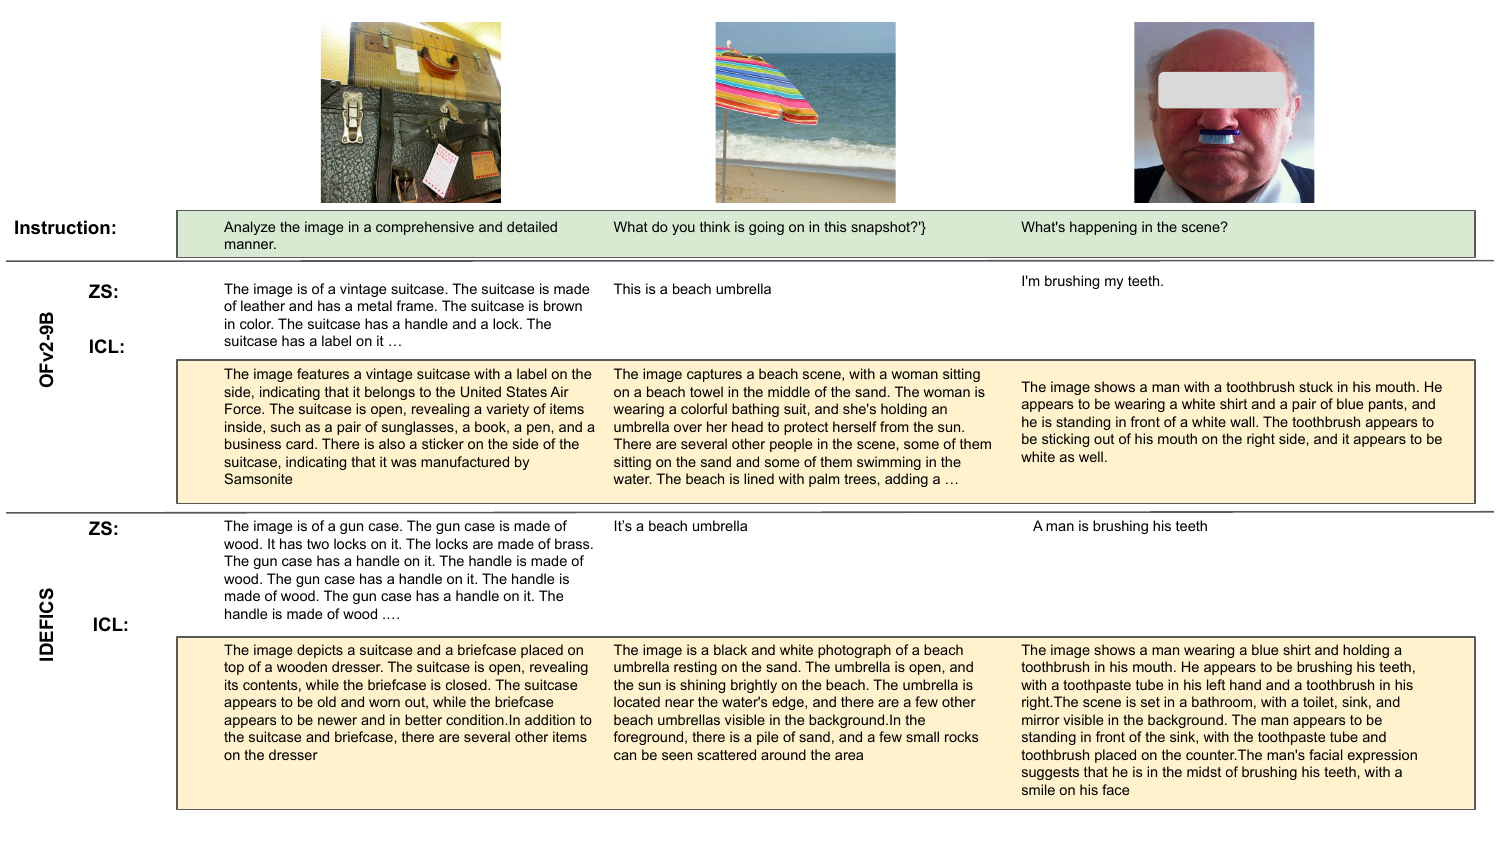 Instruction:
Analyze the image in a comprehensive and detailed
manner.
What do you think is going on in this snapshot?'}
What's happening in the scene?
OFv2-9B
ZS:
The image is of a vintage suitcase. The suitcase is made
of leather and has a metal frame. The suitcase is brown
in color. The suitcase has a handle and a lock. The
suitcase has a label on it …
This is a beach umbrella
I'm brushing my teeth.
ICL:
The image features a vintage suitcase with a label on the
side, indicating that it belongs to the United States Air
Force. The suitcase is open, revealing a variety of items
inside, such as a pair of sunglasses, a book, a pen, and a
business card. There is also a sticker on the side of the
suitcase, indicating that it was manufactured by
Samsonite
The image captures a beach scene, with a woman sitting
on a beach towel in the middle of the sand. The woman is
wearing a colorful bathing suit, and she's holding an
umbrella over her head to protect herself from the sun.
There are several other people in the scene, some of them
sitting on the sand and some of them swimming in the
water. The beach is lined with palm trees, adding a …
The image shows a man with a toothbrush stuck in his mouth. He
appears to be wearing a white shirt and a pair of blue pants, and
he is standing in front of a white wall. The toothbrush appears to
be sticking out of his mouth on the right side, and it appears to be
white as well.
IDEFICS
ZS:
The image is of a gun case. The gun case is made of
wood. It has two locks on it. The locks are made of brass.
The gun case has a handle on it. The handle is made of
wood. The gun case has a handle on it. The handle is
made of wood. The gun case has a handle on it. The
handle is made of wood ….
It’s a beach umbrella
A man is brushing his teeth
ICL:
The image depicts a suitcase and a briefcase placed on
top of a wooden dresser. The suitcase is open, revealing
its contents, while the briefcase is closed. The suitcase
appears to be old and worn out, while the briefcase
appears to be newer and in better condition.In addition to
the suitcase and briefcase, there are several other items
on the dresser
The image is a black and white photograph of a beach
umbrella resting on the sand. The umbrella is open, and
the sun is shining brightly on the beach. The umbrella is
located near the water's edge, and there are a few other
beach umbrellas visible in the background.In the
foreground, there is a pile of sand, and a few small rocks
can be seen scattered around the area
The image shows a man wearing a blue shirt and holding a
toothbrush in his mouth. He appears to be brushing his teeth,
with a toothpaste tube in his left hand and a toothbrush in his
right.The scene is set in a bathroom, with a toilet, sink, and
mirror visible in the background. The man appears to be
standing in front of the sink, with the toothpaste tube and
toothbrush placed on the counter.The man's facial expression
suggests that he is in the midst of brushing his teeth, with a
smile on his face